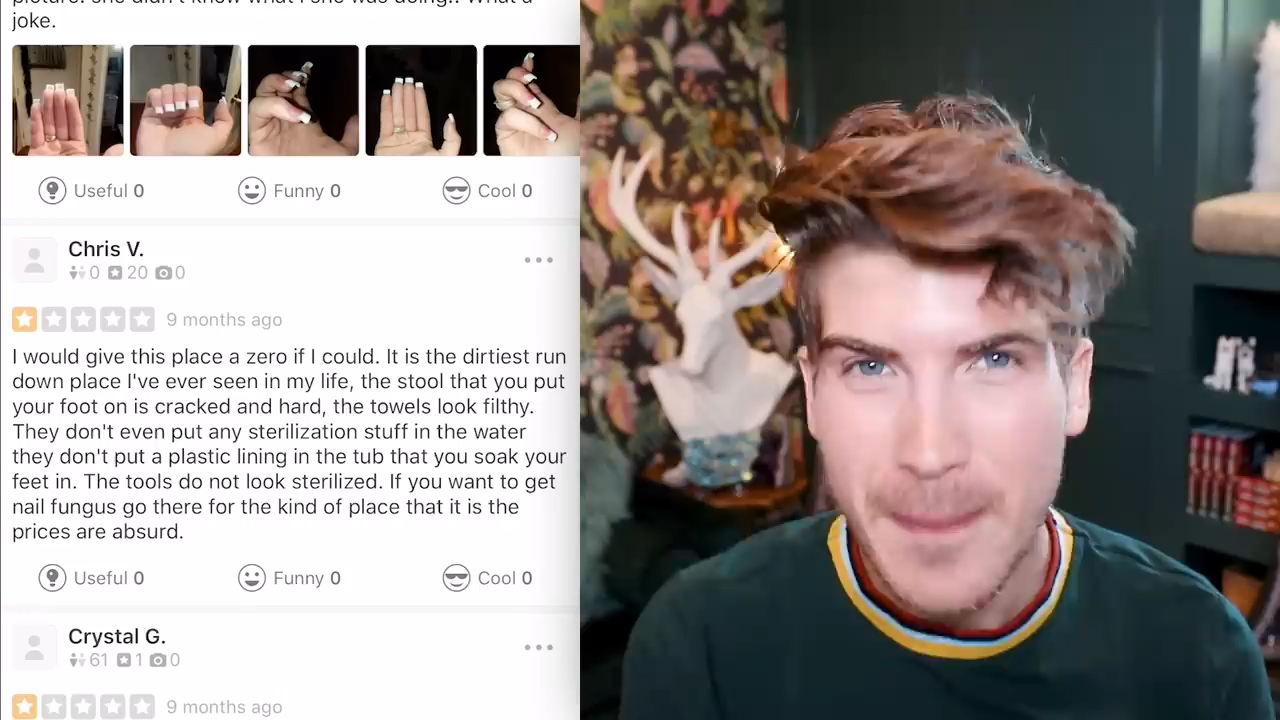 joke.
Useful 0
Funny 0
Cool 0
Chris V.
0 20 0
9 months ago
I would give this place a zero if I could. It is the dirtiest run
down place I've ever seen in my life, the stool that you put
your foot on is cracked and hard, the towels look filthy.
They don't even put any sterilization stuff in the water
they don't put a plastic lining in the tub that you soak your
feet in. The tools do not look sterilized. If you want to get
nail fungus go there for the kind of place that it is the
prices are absurd.
Useful 0
Funny 0
Cool 0
Crystal G.
61 1 0
9 months ago